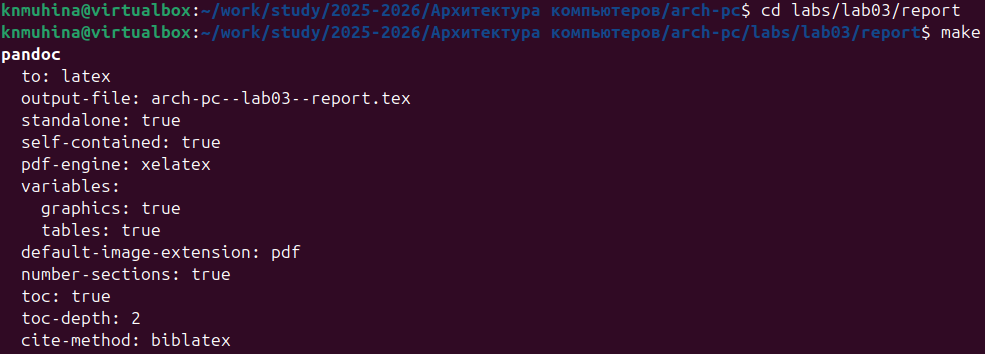 knmuhina@virtualbox:~/work/study/2025-2026/Архитектура компьютеров/arch-pc$ cd labs/lab03/report
knmuhina@virtualbox:~/work/study/2025-2026/Архитектура компьютеров/arch-pc/labs/lab03/report$ make
pandoc
  to: latex
  output-file: arch-pc--lab03--report.tex
  standalone: true
  self-contained: true
  pdf-engine: xelatex
  variables:
    graphics: true
    tables: true
  default-image-extension: pdf
  number-sections: true
  toc: true
  toc-depth: 2
  cite-method: biblatex